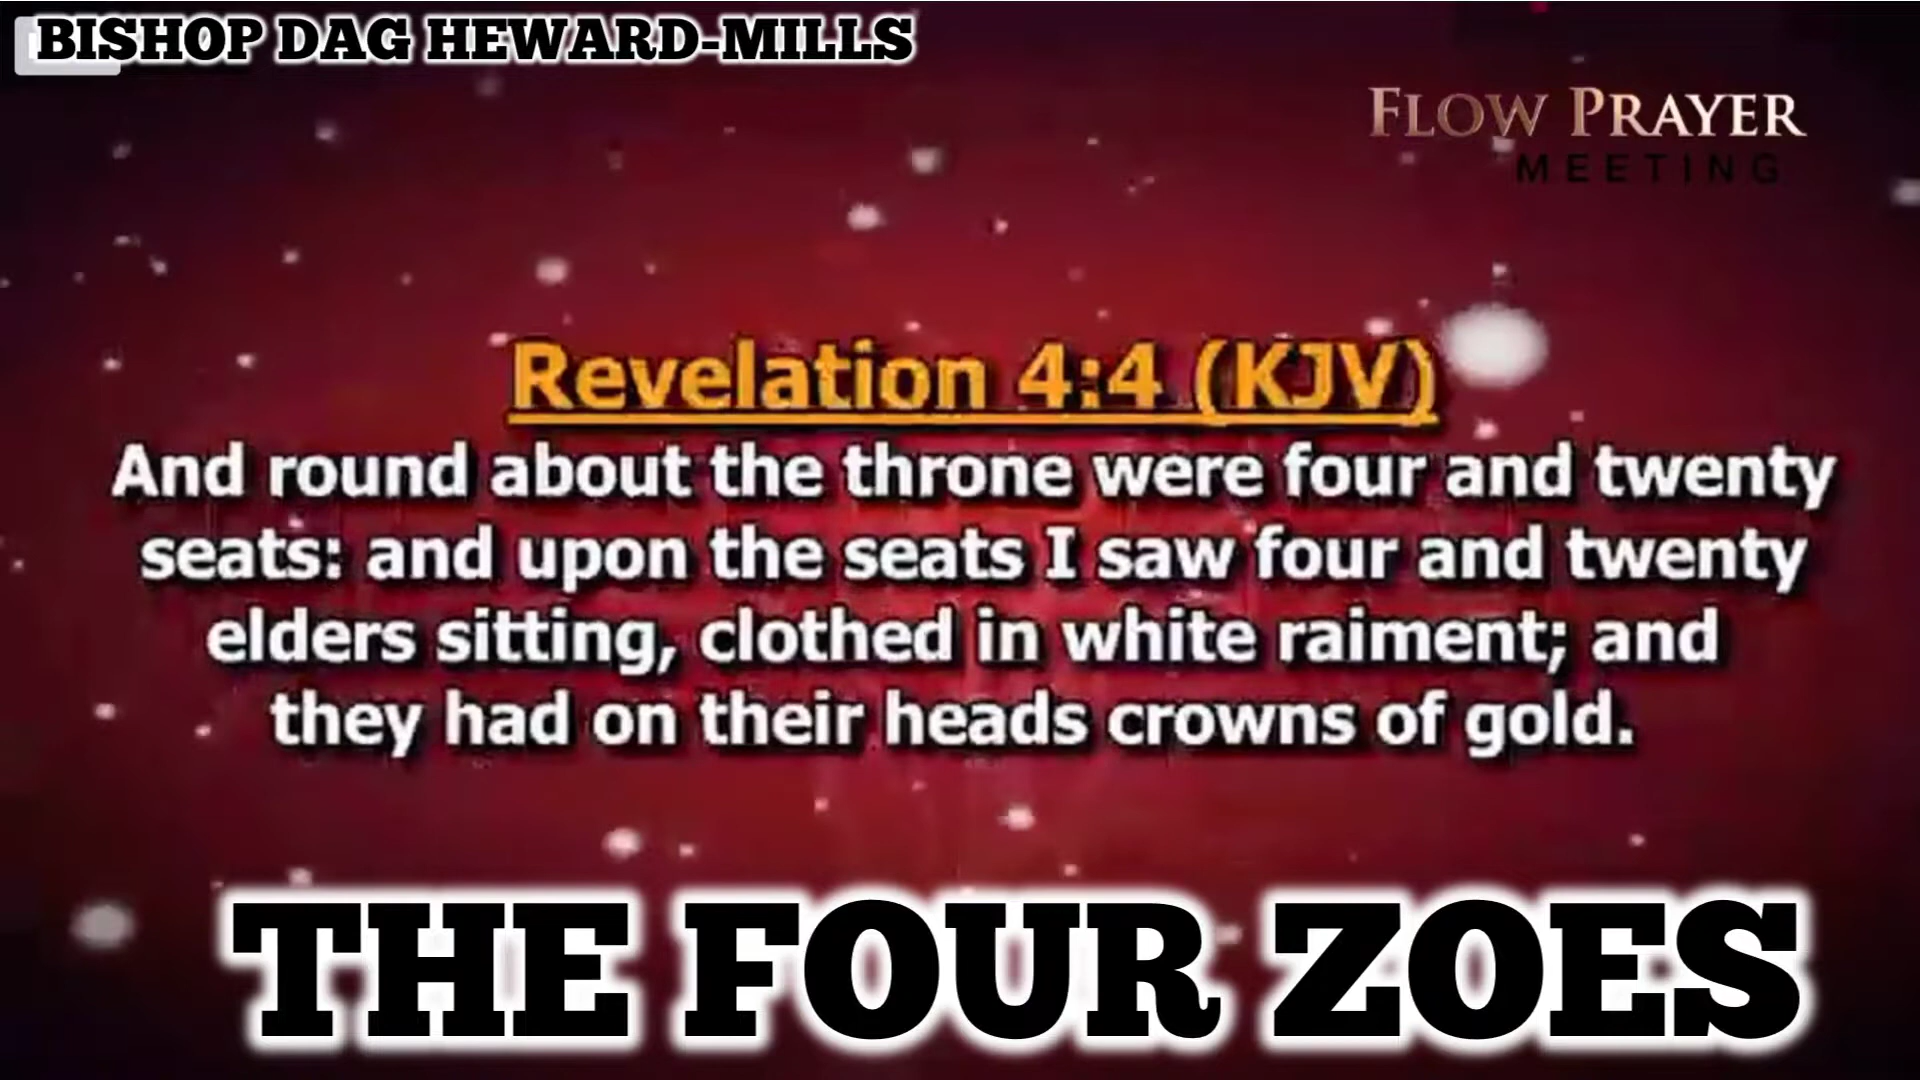 BISHOP DAG HEWARD-MILLS
FLOW PRAYER
MEETING
Revelation 4:4 (KJV)
And round about the throne were four and twenty
seats: and upon the seats I saw four and twenty
elders sitting, clothed in white raiment; and
they had on their heads crowns of gold.
THE FOUR ZOES